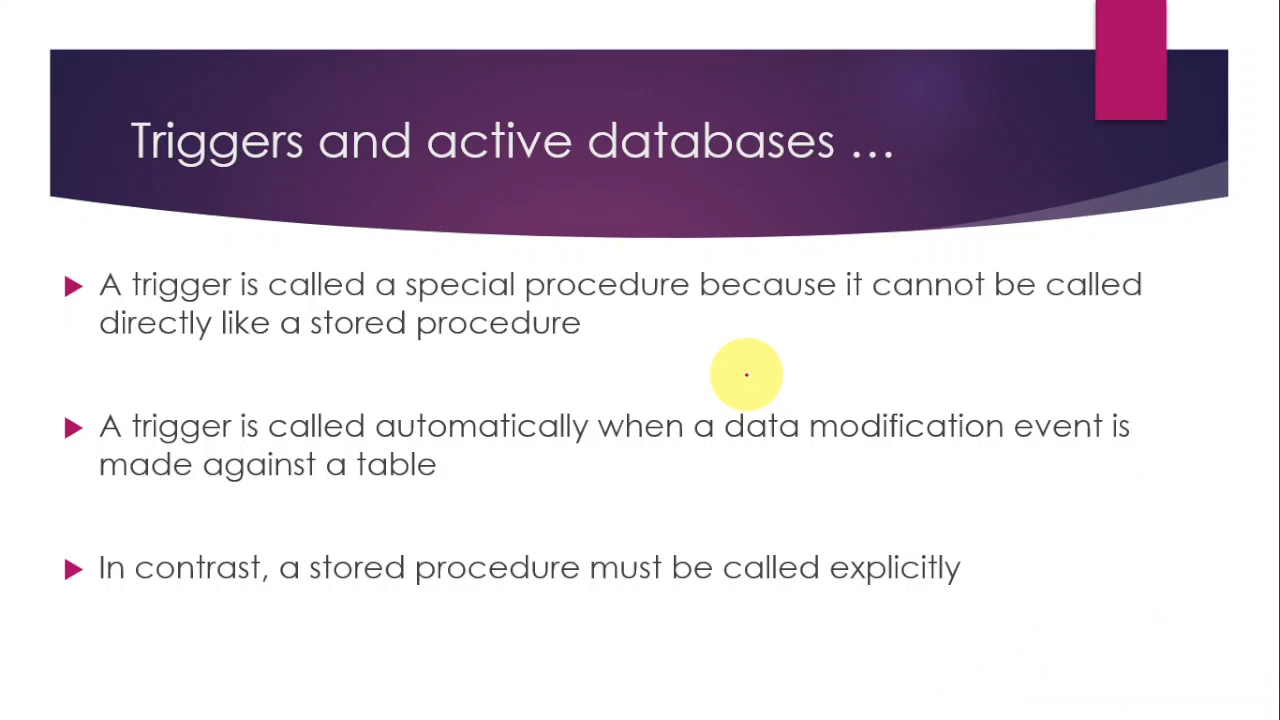 Triggers and active databases ...
A trigger is called a special procedure because it cannot be called
directly like a stored procedure
A trigger is called automatically when a data modification event is
made against a table
In contrast, a stored procedure must be called explicitly